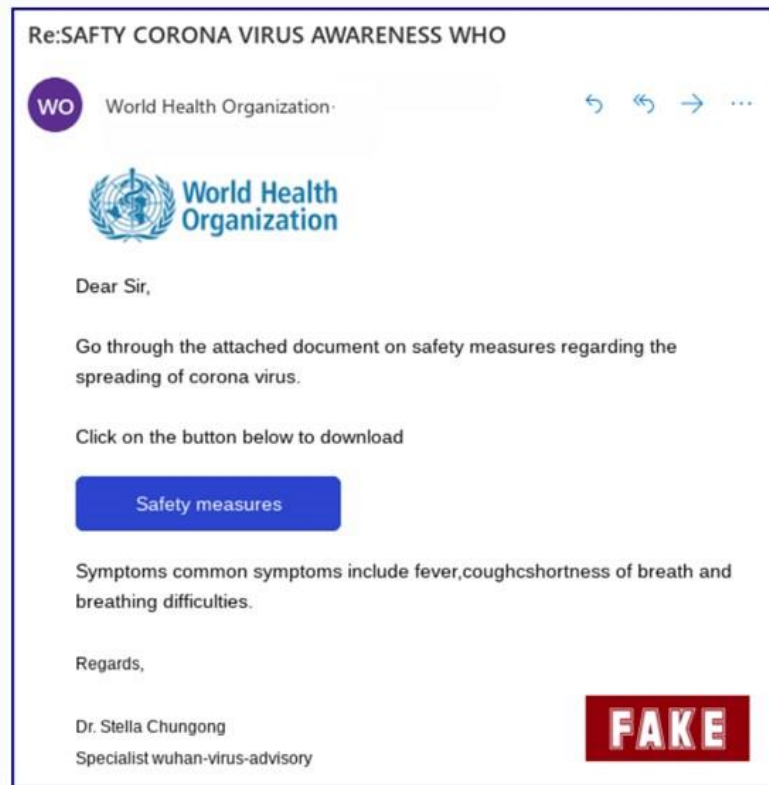 Re:SAFTY CORONA VIRUS AWARENESS WHO
WO
World Health Organization·
World Health
Organization
Dear Sir,
Go through the attached document on safety measures regarding the
spreading of corona virus.
Click on the button below to download
Safety measures
Symptoms common symptoms include fever,coughcshortness of breath and
breathing difficulties.
Regards,
Dr. Stella Chungong
Specialist wuhan-virus-advisory
FAKE